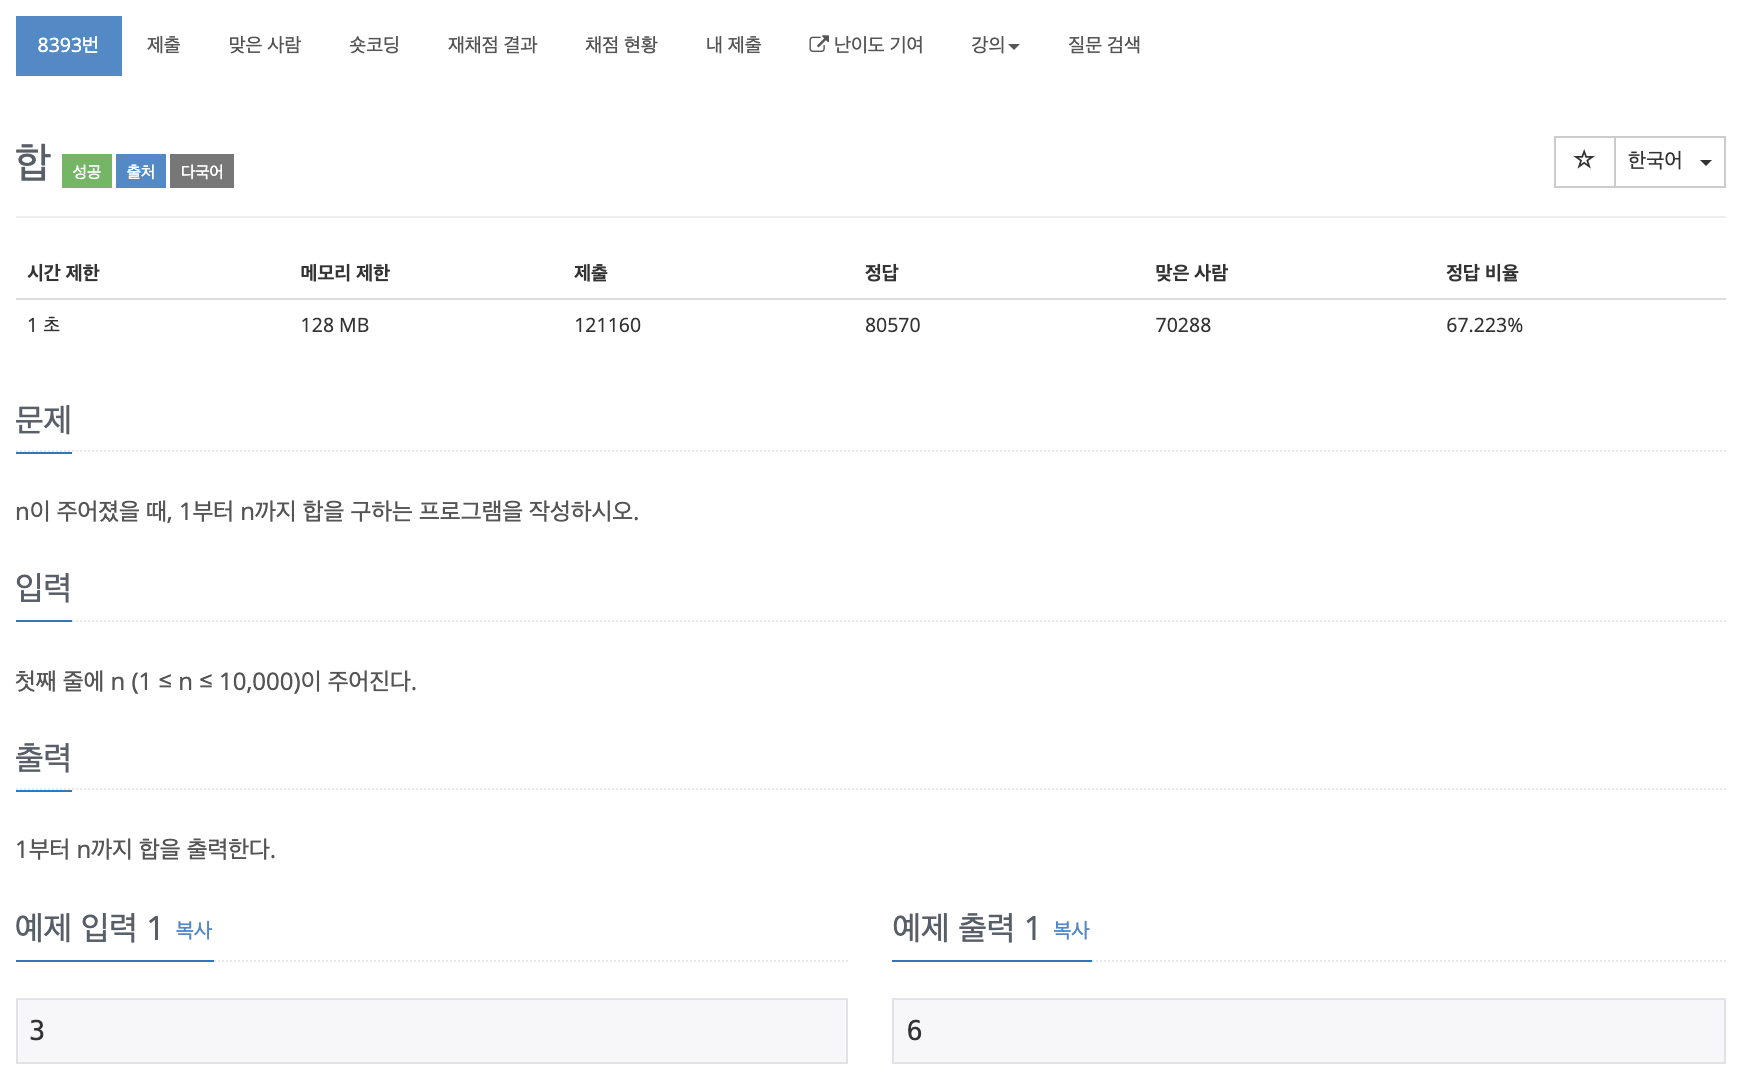 8393번 제출 맞은 사람 숏코딩 재채점 결과 채점 현황 내 제출 난이도 기여 강의 질문 검색
합 성공 출처 다국어 한국어
시간 제한 메모리 제한 제출 정답 맞은 사람 정답 비율
1 초 128 MB 121160 80570 70288 67.223%
문제
n이 주어졌을 때, 1부터 n까지 합을 구하는 프로그램을 작성하시오.
입력
첫째 줄에 n (1 ≤ n ≤ 10,000)이 주어진다.
출력
1부터 n까지 합을 출력한다.
예제 입력 1 복사
3
예제 출력 1 복사
6